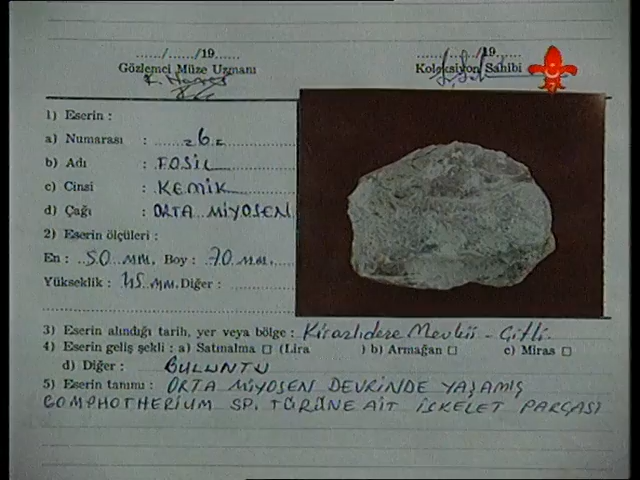 ....../....../19...... ....../19......
Gözlemci Müze Uzmanı Koleksiyon Sahibi
1) Eserin :
a) Numarası : 6
b) Adı : FOSİL
c) Cinsi : KEMİK
d) Çağı : ORTA MİYOSEN
2) Eserin ölçüleri :
En : 50 MM. Boy : 70 MM.
Yükseklik : 45 MM. Diğer :
3) Eserin alındığı tarih, yer veya bölge : Kirazlıdere Mevkii - Çitli
4) Eserin geliş şekli : a) Satınalma □ (Lira ) b) Armağan □ c) Miras □
d) Diğer : BULUNTU
5) Eserin tanımı : ORTA MİYOSEN DEVRİNDE YAŞAMIŞ
GOMPHOTHERIUM SP. TÜRÜNE AİT İSKELET PARÇASI